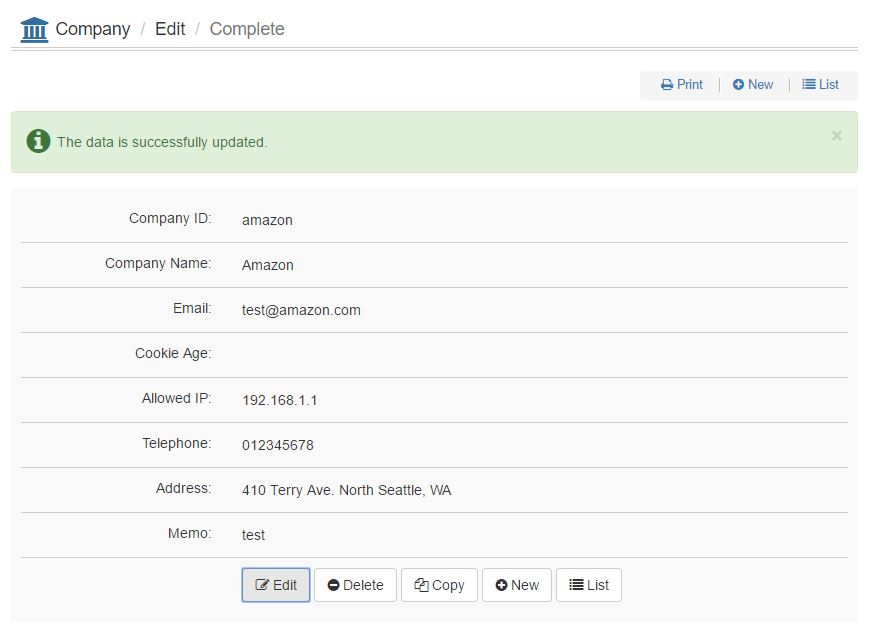 Company / Edit / Complete
Print | New | List
The data is successfully updated. ×
Company ID: amazon
Company Name: Amazon
Email: test@amazon.com
Cookie Age:
Allowed IP: 192.168.1.1
Telephone: 012345678
Address: 410 Terry Ave. North Seattle, WA
Memo: test
Edit Delete Copy New List